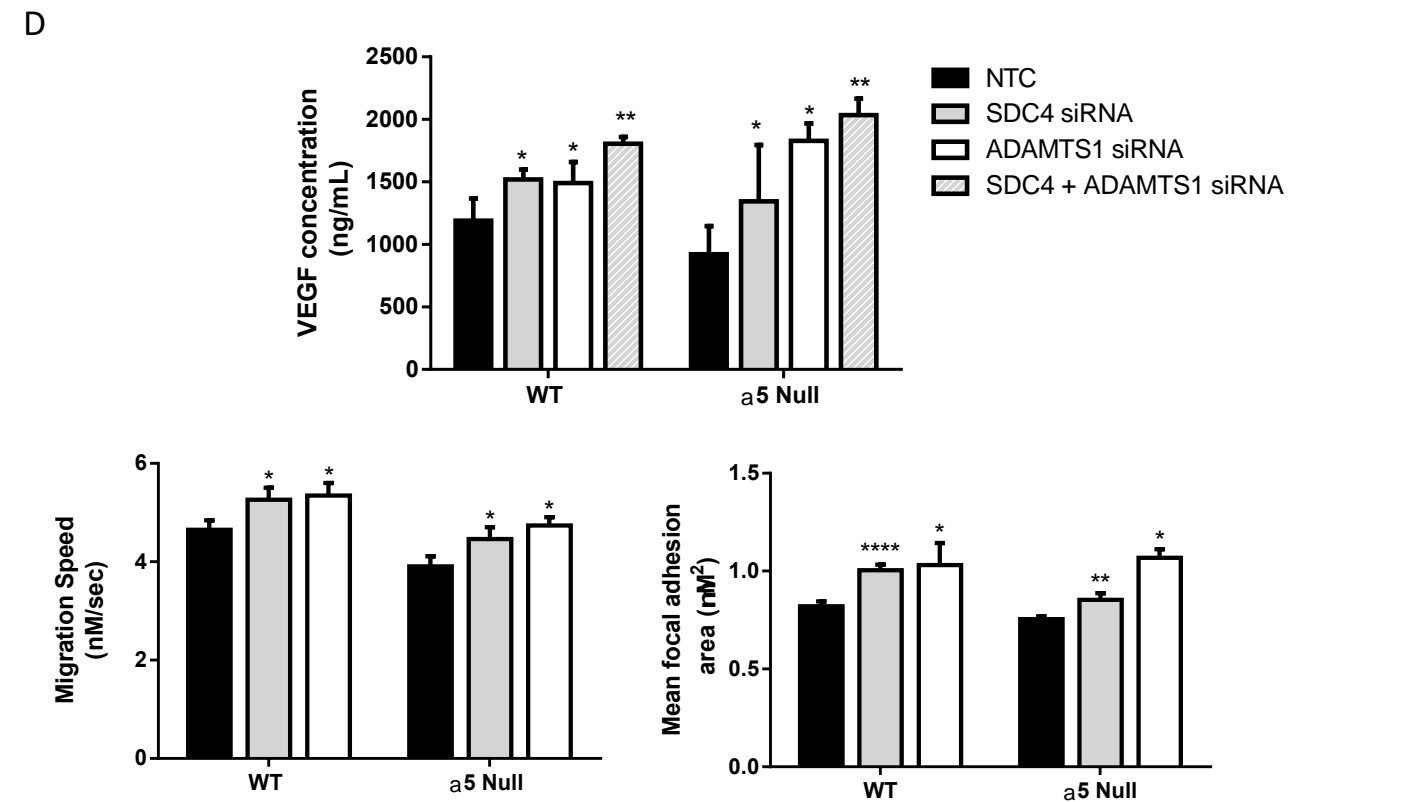 D
VEGF concentration
(ng/mL)
2500
2000
1500
1000
500
0
*
*
**
*
*
**
WT
a5 Null
NTC
SDC4 siRNA
ADAMTS1 siRNA
SDC4 + ADAMTS1 siRNA
Migration Speed
(nM/sec)
6
4
2
0
*
*
*
*
WT
a5 Null
Mean focal adhesion
area (nM²)
1.5
1.0
0.5
0.0
****
*
**
*
WT
a5 Null